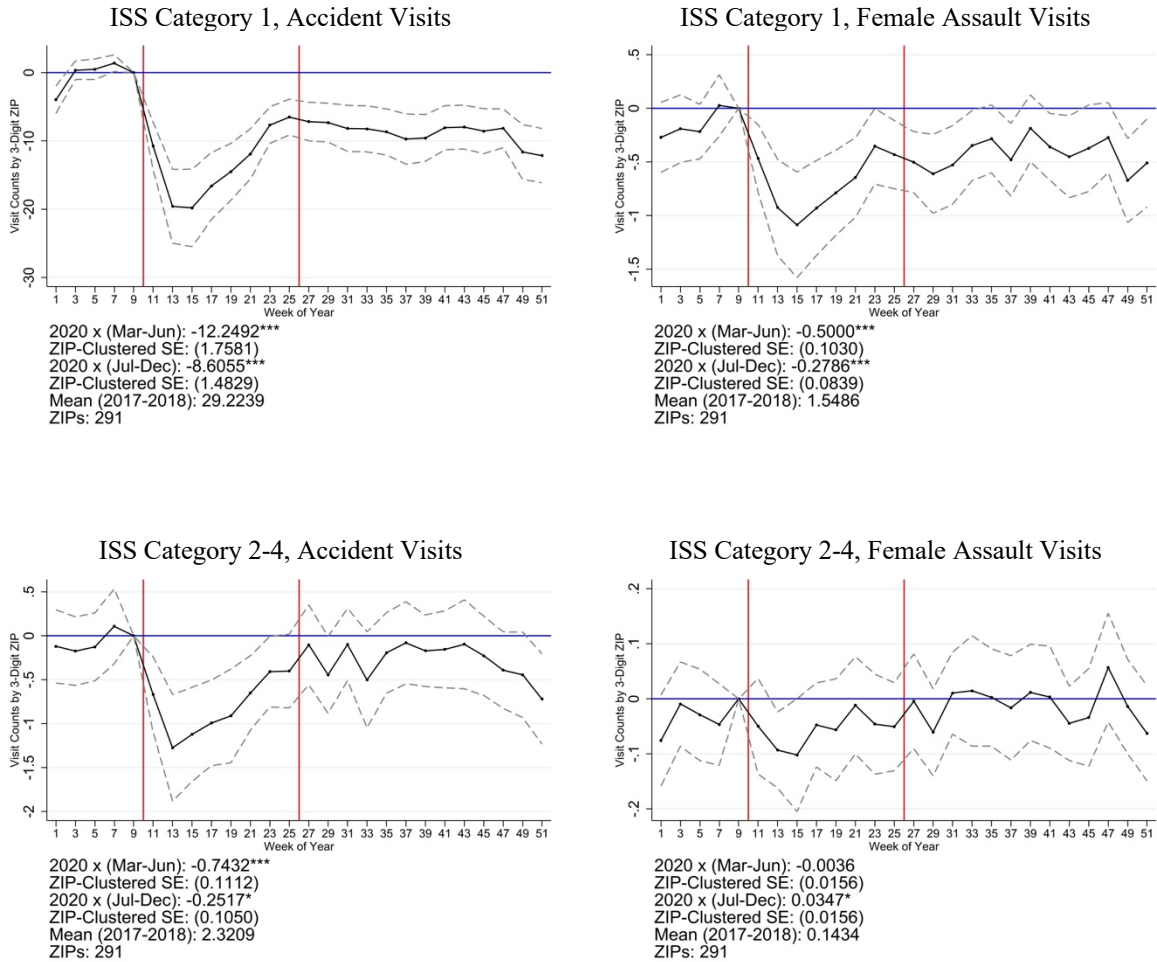 ISS Category 1, Accident Visits
Visit Counts by 3-Digit ZIP
0
-10
-20
-30
1 3 5 7 9 11 13 15 17 19 21 23 25 27 29 31 33 35 37 39 41 43 45 47 49 51
Week of Year
2020 x (Mar-Jun): -12.2492***
ZIP-Clustered SE: (1.7581)
2020 x (Jul-Dec): -8.6055***
ZIP-Clustered SE: (1.4829)
Mean (2017-2018): 29.2239
ZIPs: 291
ISS Category 1, Female Assault Visits
Visit Counts by 3-Digit ZIP
.5
0
-.5
-1
-1.5
1 3 5 7 9 11 13 15 17 19 21 23 25 27 29 31 33 35 37 39 41 43 45 47 49 51
Week of Year
2020 x (Mar-Jun): -0.5000***
ZIP-Clustered SE: (0.1030)
2020 x (Jul-Dec): -0.2786***
ZIP-Clustered SE: (0.0839)
Mean (2017-2018): 1.5486
ZIPs: 291
ISS Category 2-4, Accident Visits
Visit Counts by 3-Digit ZIP
.5
0
-.5
-1
-1.5
-2
1 3 5 7 9 11 13 15 17 19 21 23 25 27 29 31 33 35 37 39 41 43 45 47 49 51
Week of Year
2020 x (Mar-Jun): -0.7432***
ZIP-Clustered SE: (0.1112)
2020 x (Jul-Dec): -0.2517*
ZIP-Clustered SE: (0.1050)
Mean (2017-2018): 2.3209
ZIPs: 291
ISS Category 2-4, Female Assault Visits
Visit Counts by 3-Digit ZIP
.2
.1
0
-.1
-.2
1 3 5 7 9 11 13 15 17 19 21 23 25 27 29 31 33 35 37 39 41 43 45 47 49 51
Week of Year
2020 x (Mar-Jun): -0.0036
ZIP-Clustered SE: (0.0156)
2020 x (Jul-Dec): 0.0347*
ZIP-Clustered SE: (0.0156)
Mean (2017-2018): 0.1434
ZIPs: 291